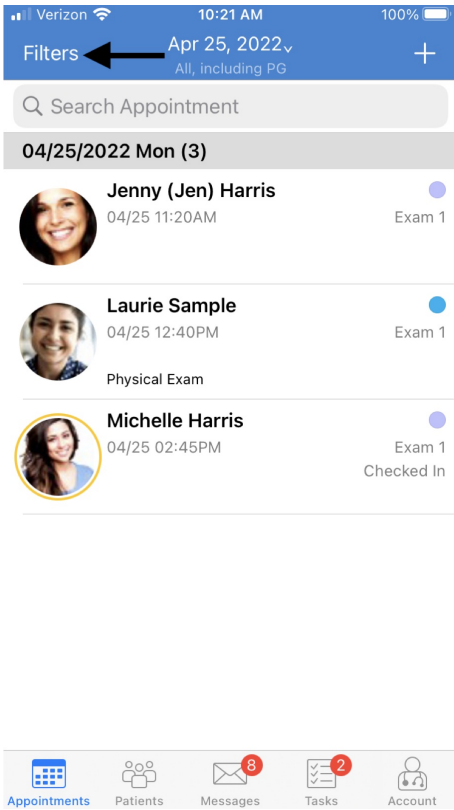 Verizon 10:21 AM 100%
Filters Apr 25, 2022 +
All, including PG
Search Appointment
04/25/2022 Mon (3)
Jenny (Jen) Harris
04/25 11:20AM Exam 1
Laurie Sample
04/25 12:40PM Exam 1
Physical Exam
Michelle Harris
04/25 02:45PM Exam 1
Checked In
8 2
Appointments Patients Messages Tasks Account